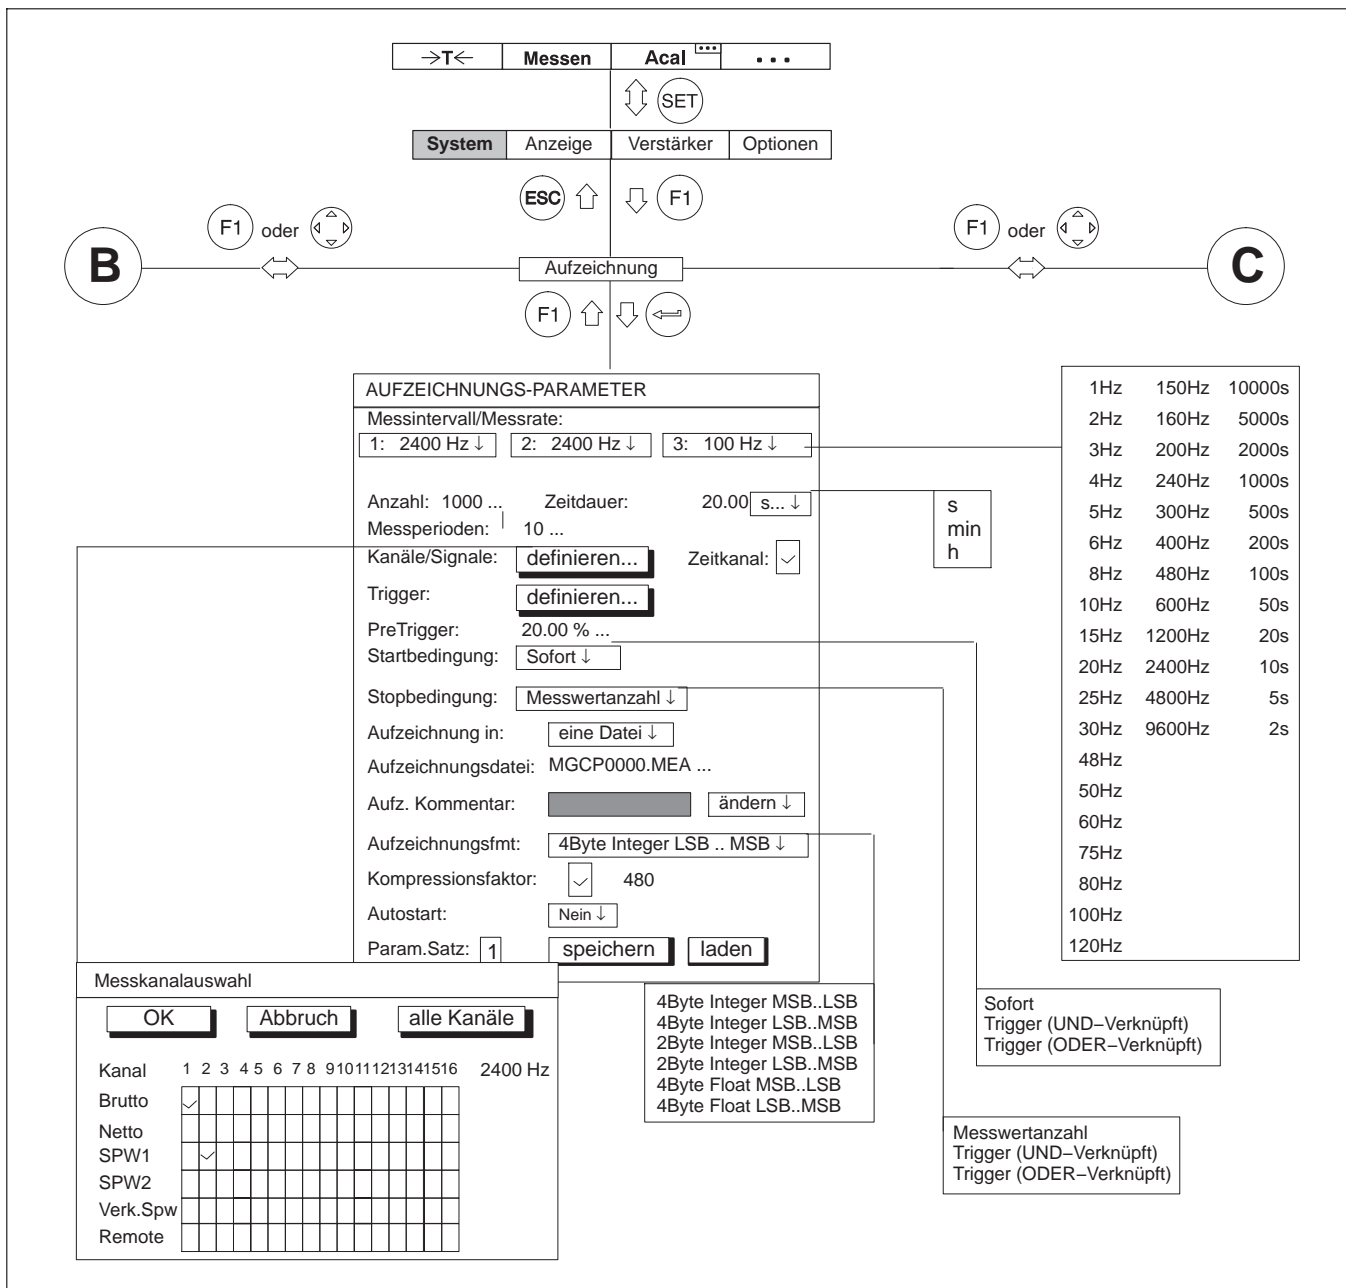 →T← Messen Acal ... ...
SET
System Anzeige Verstärker Optionen
ESC F1
F1 oder
F1 oder
B
Aufzeichnung
C
F1
AUFZEICHNUNGS-PARAMETER
Messintervall/Messrate:
1: 2400 Hz ↓ 2: 2400 Hz ↓ 3: 100 Hz ↓
Anzahl: 1000 ... Zeitdauer: 20.00 s... ↓
Messperioden: 10 ...
Kanäle/Signale: definieren... Zeitkanal:
Trigger: definieren...
PreTrigger: 20.00 % ...
Startbedingung: Sofort ↓
Stopbedingung: Messwertanzahl ↓
Aufzeichnung in: eine Datei ↓
Aufzeichnungsdatei: MGCP0000.MEA ...
Aufz. Kommentar: ändern ↓
Aufzeichnungsfmt: 4Byte Integer LSB .. MSB ↓
Kompressionsfaktor: 480
Autostart: Nein ↓
Param.Satz: 1 speichern laden
s
min
h
1Hz 150Hz 10000s
2Hz 160Hz 5000s
3Hz 200Hz 2000s
4Hz 240Hz 1000s
5Hz 300Hz 500s
6Hz 400Hz 200s
8Hz 480Hz 100s
10Hz 600Hz 50s
15Hz 1200Hz 20s
20Hz 2400Hz 10s
25Hz 4800Hz 5s
30Hz 9600Hz 2s
48Hz
50Hz
60Hz
75Hz
80Hz
100Hz
120Hz
Messkanalauswahl
OK Abbruch alle Kanäle
Kanal 1 2 3 4 5 6 7 8 9 10 11 12 13 14 15 16 2400 Hz
Brutto
Netto
SPW1
SPW2
Verk.Spw
Remote
4Byte Integer MSB..LSB
4Byte Integer LSB..MSB
2Byte Integer MSB..LSB
2Byte Integer LSB..MSB
4Byte Float MSB..LSB
4Byte Float LSB..MSB
Sofort
Trigger (UND–Verknüpft)
Trigger (ODER–Verknüpft)
Messwertanzahl
Trigger (UND–Verknüpft)
Trigger (ODER–Verknüpft)